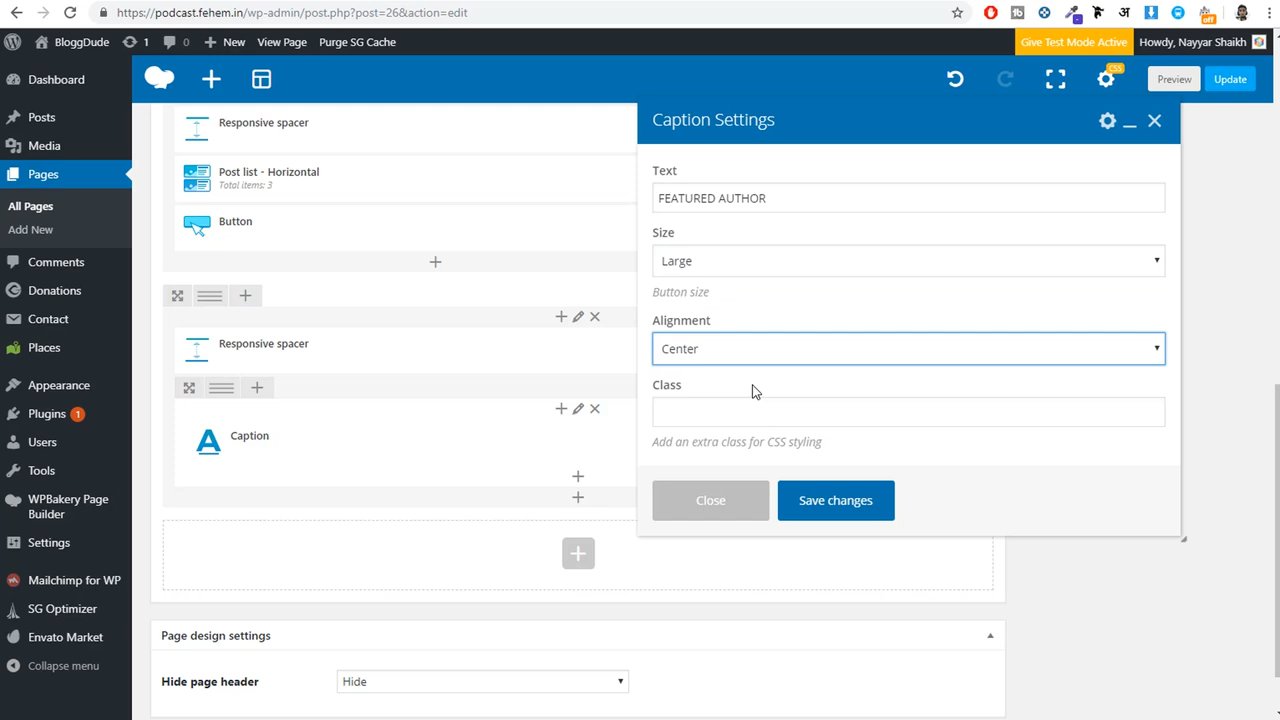 https://podcast.fehem.in/wp-admin/post.php?post=26&action=edit
अ
off
BloggDude
1
0
New
View Page
Purge SG Cache
Give Test Mode Active
Howdy, Nayyar Shaikh
Dashboard
Posts
Media
Pages
All Pages
Add New
Comments
Donations
Contact
Places
Appearance
Plugins 1
Users
Tools
WPBakery Page
Builder
Settings
Mailchimp for WP
SG Optimizer
Envato Market
Collapse menu
CSS
Preview
Update
Responsive spacer
Post list - Horizontal
Total items: 3
Button
Responsive spacer
Caption
Caption Settings
Text
FEATURED AUTHOR
Size
Large
Button size
Alignment
Center
Class
Add an extra class for CSS styling
Close
Save changes
Page design settings
Hide page header
Hide